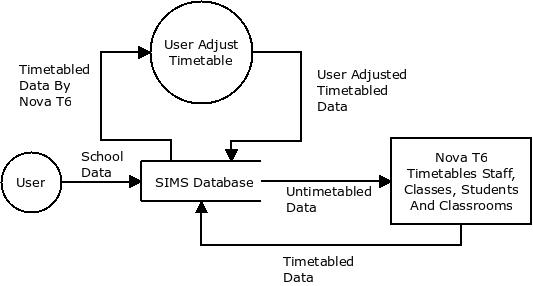 User Adjust
Timetable
Timetabled
Data By
Nova T6
User Adjusted
Timetabled
Data
School
Data
User
SIMS Database
Untimetabled
Data
Nova T6
Timetables Staff,
Classes, Students
And Classrooms
Timetabled
Data